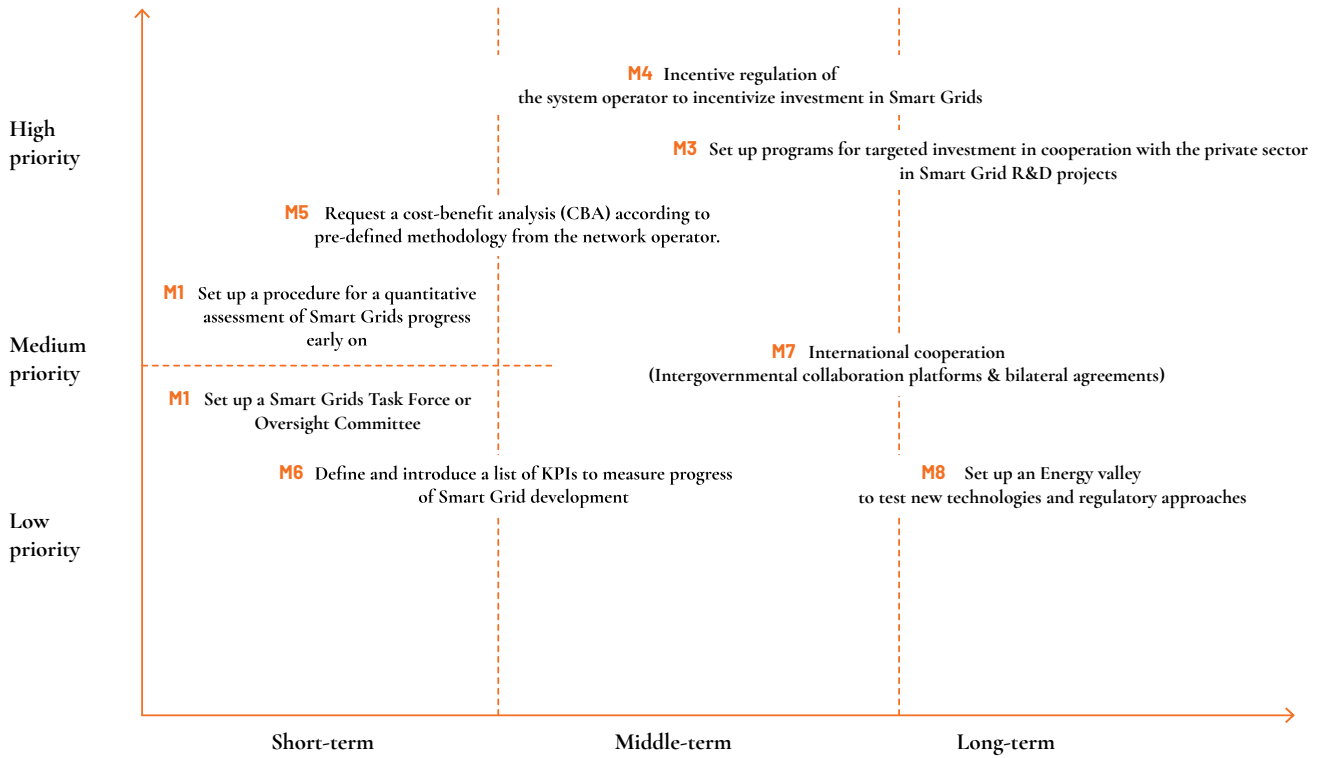 M4 Incentive regulation of
the system operator to incentivize investment in Smart Grids
High
priority
M3 Set up programs for targeted investment in cooperation with the private sector
in Smart Grid R&D projects
M5 Request a cost-benefit analysis (CBA) according to
pre-defined methodology from the network operator.
M1 Set up a procedure for a quantitative
assessment of Smart Grids progress
early on
Medium
priority
M7 International cooperation
(Intergovernmental collaboration platforms & bilateral agreements)
M1 Set up a Smart Grids Task Force or
Oversight Committee
M6 Define and introduce a list of KPIs to measure progress
of Smart Grid development
M8 Set up an Energy valley
to test new technologies and regulatory approaches
Low
priority
Short-term
Middle-term
Long-term